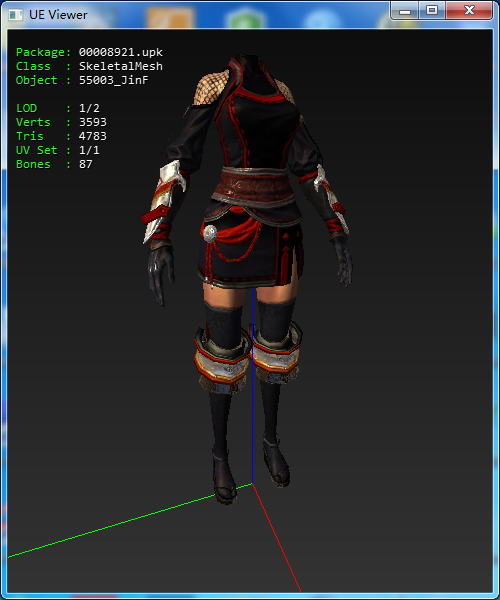 UE Viewer
Package: 00008921.upk
Class : SkeletalMesh
Object : 55003_JinF
LOD : 1/2
Verts : 3593
Tris : 4783
UV Set : 1/1
Bones : 87